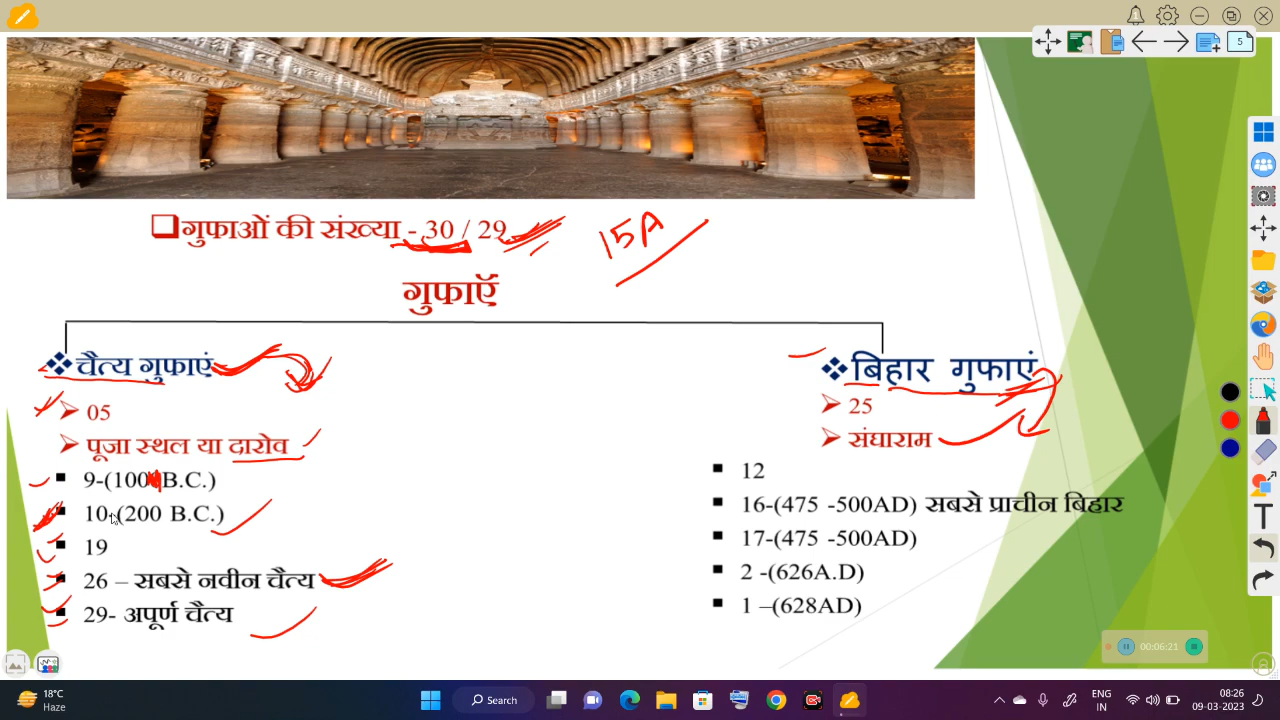 5
गुफाओं की संख्या - 30 / 29
15A
गुफाएँ
चैत्य गुफाएं
05
पूजा स्थल या दारोव
9-(100 B.C.)
10-(200 B.C.)
19
26 – सबसे नवीन चैत्य
29- अपूर्ण चैत्य
बिहार गुफाएं
25
संघाराम
12
16-(475 -500AD) सबसे प्राचीन बिहार
17-(475 -500AD)
2 -(626A.D)
1 –(628AD)
00:06:21
18°C
Haze
Search
ENG
IN
08:26
09-03-2023